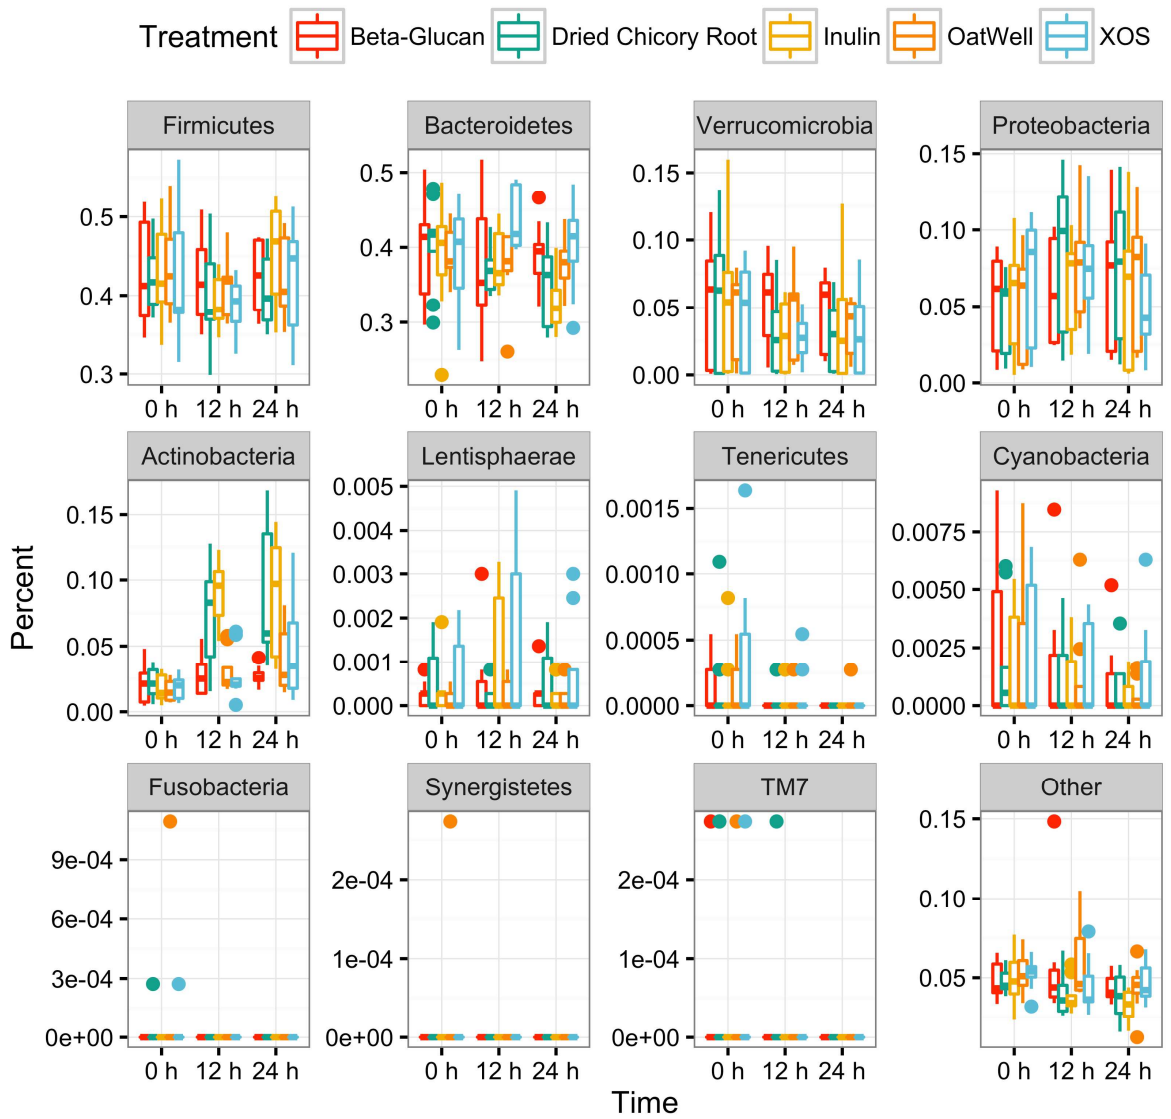 Treatment Beta-Glucan Dried Chicory Root Inulin OatWell XOS
Firmicutes Bacteroidetes Verrucomicrobia Proteobacteria
0.5
0.4
0.3
0.5
0.4
0.3
0.15
0.10
0.05
0.00
0.15
0.10
0.05
0.00
0 h 12 h 24 h 0 h 12 h 24 h 0 h 12 h 24 h 0 h 12 h 24 h
Actinobacteria Lentisphaerae Tenericutes Cyanobacteria
0.15
0.10
0.05
0.00
0.005
0.004
0.003
0.002
0.001
0.000
0.0015
0.0010
0.0005
0.0000
0.0075
0.0050
0.0025
0.0000
0 h 12 h 24 h 0 h 12 h 24 h 0 h 12 h 24 h 0 h 12 h 24 h
Fusobacteria Synergistetes TM7 Other
9e-04
6e-04
3e-04
0e+00
2e-04
1e-04
0e+00
2e-04
1e-04
0e+00
0.15
0.10
0.05
0 h 12 h 24 h 0 h 12 h 24 h 0 h 12 h 24 h 0 h 12 h 24 h
Percent
Time